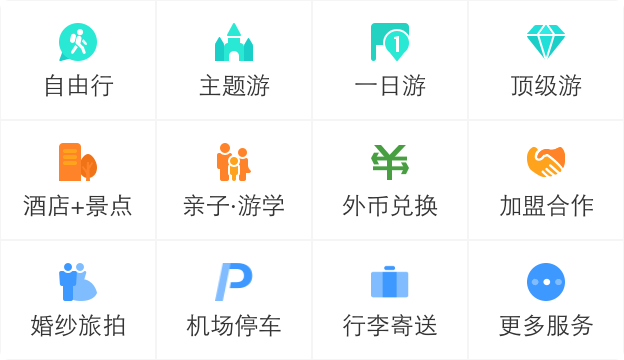 自由行
主题游
1
一日游
顶级游
酒店+景点
亲子·游学
外币兑换
加盟合作
婚纱旅拍
P
机场停车
行李寄送
更多服务